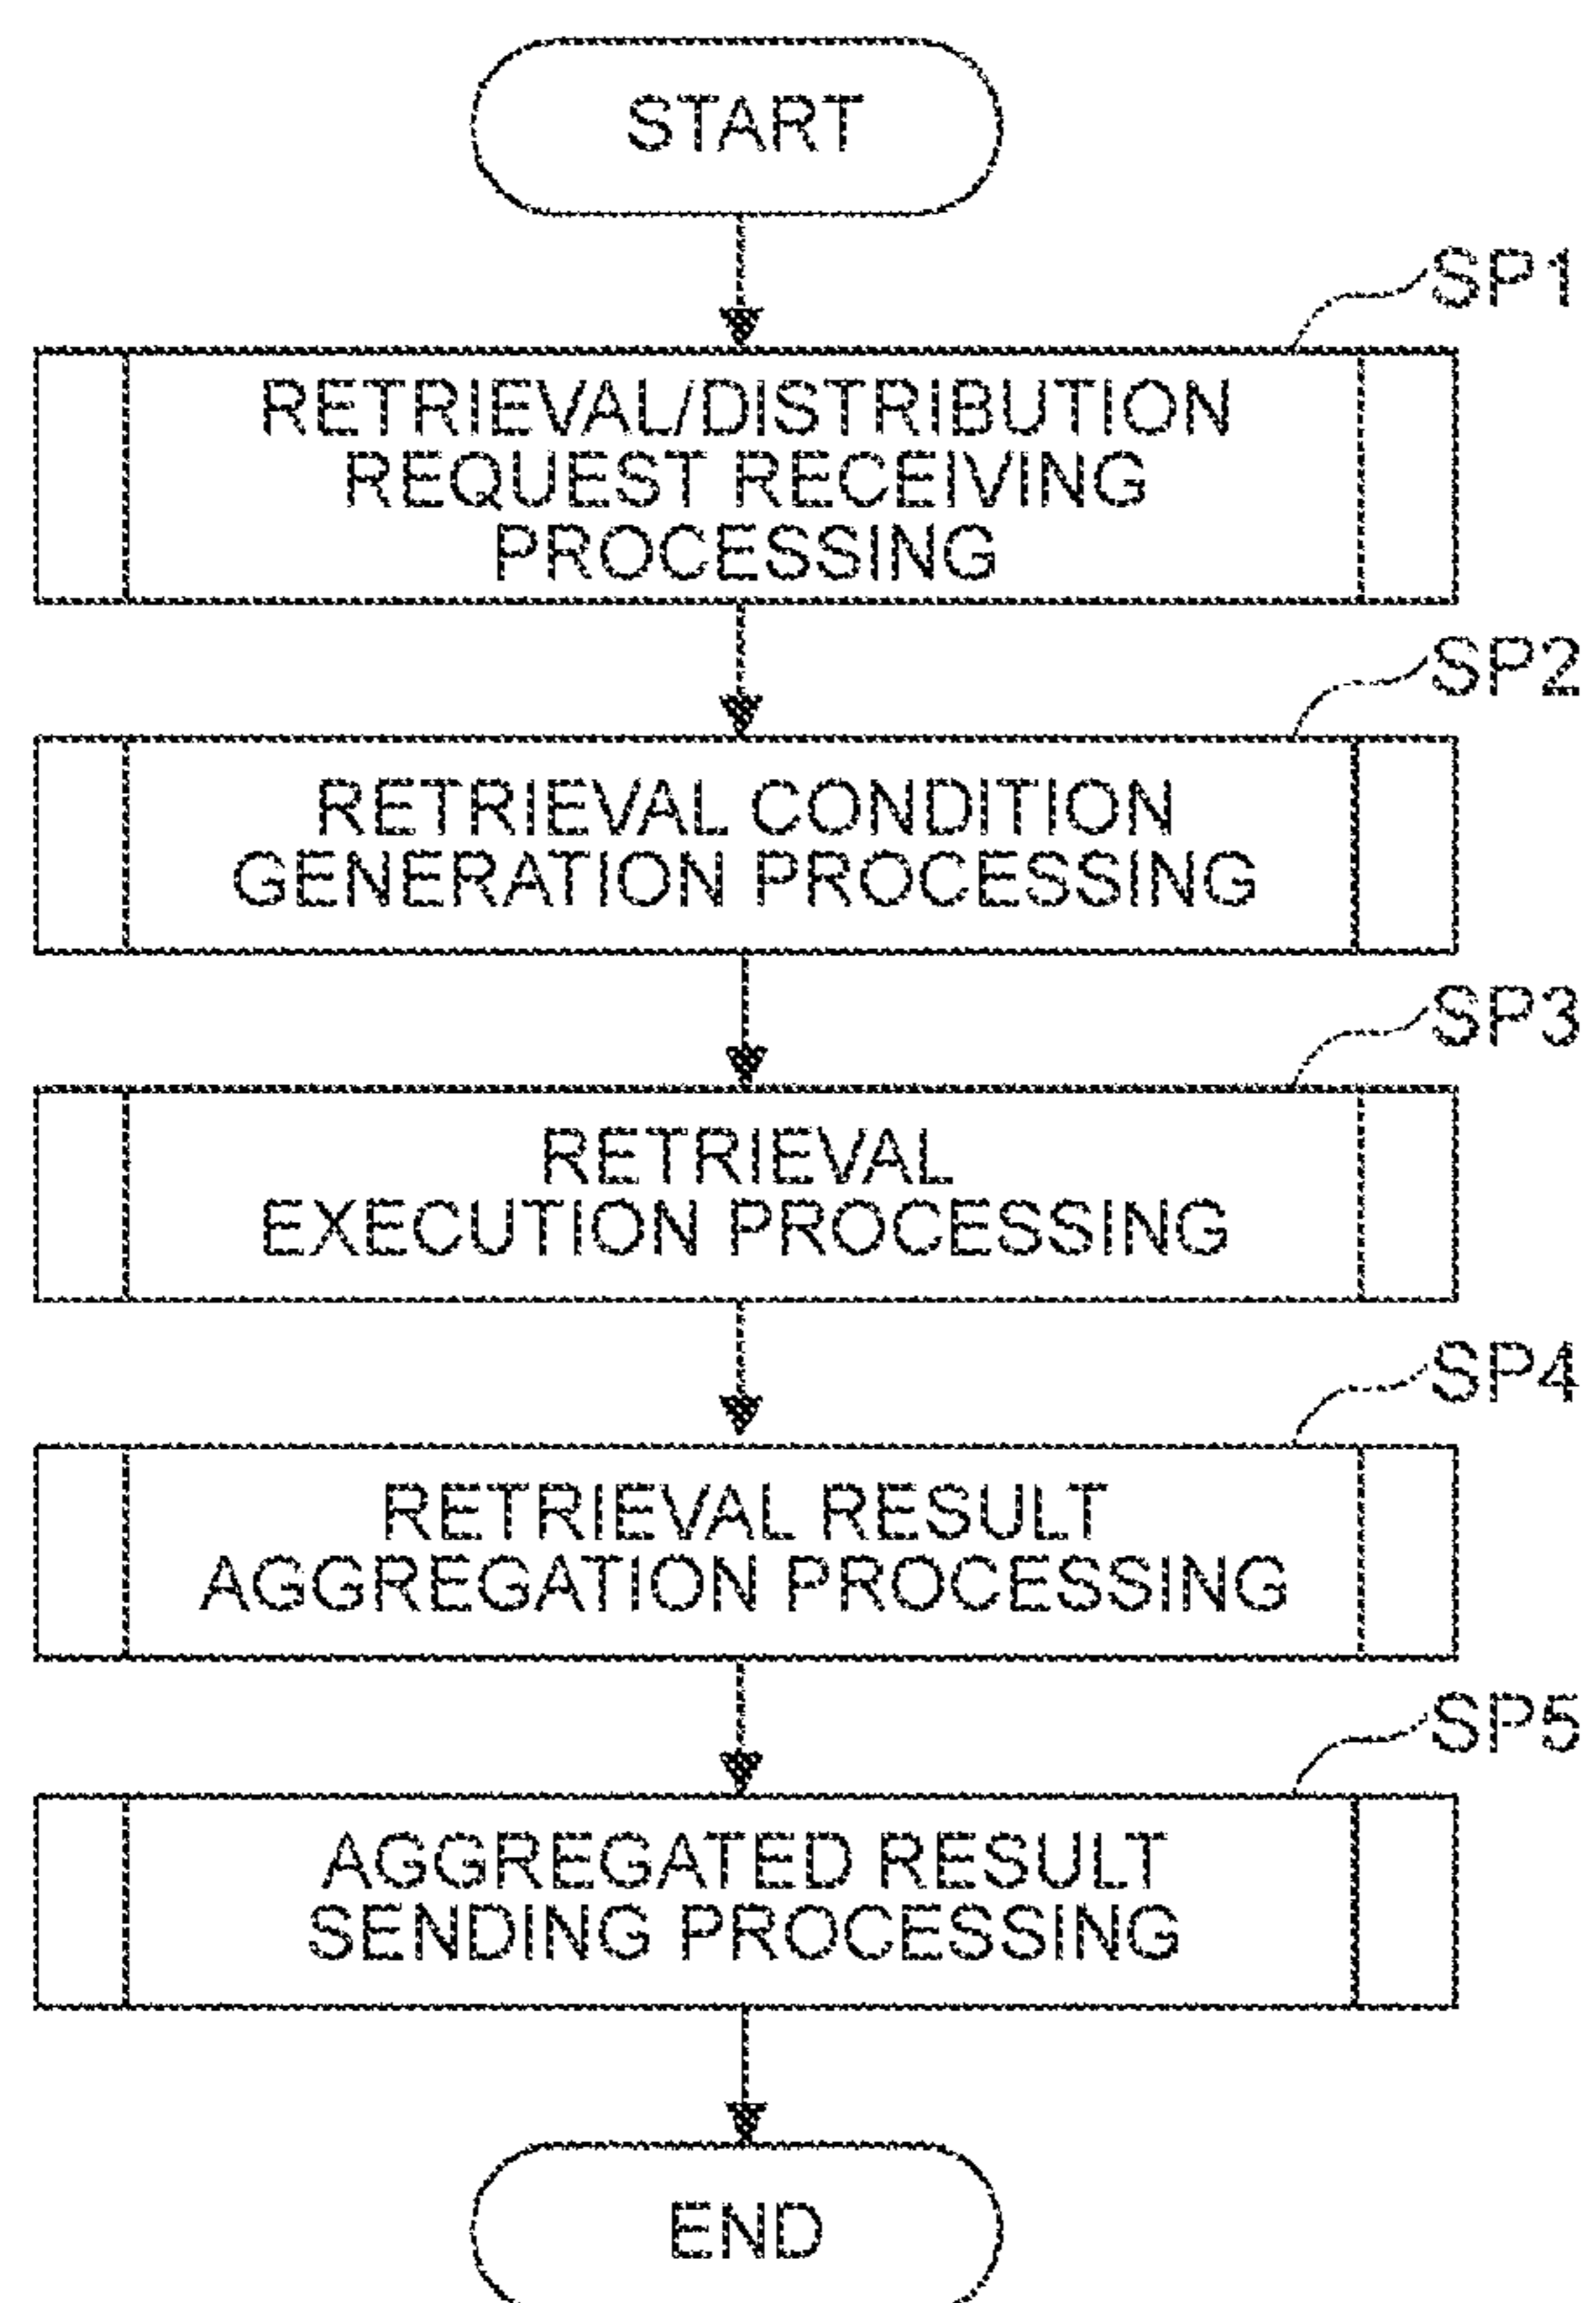 START
SP1
RETRIEVAL/DISTRIBUTION
REQUEST RECEIVING
PROCESSING
SP2
RETRIEVAL CONDITION
GENERATION PROCESSING
SP3
RETRIEVAL
EXECUTION PROCESSING
SP4
RETRIEVAL RESULT
AGGREGATION PROCESSING
SP5
AGGREGATED RESULT
SENDING PROCESSING
END